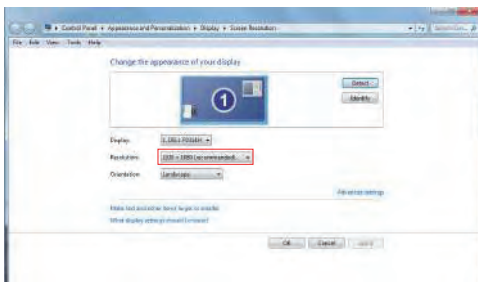 Control Panel ▸ Appearance and Personalization ▸ Display ▸ Screen Resolution
File Edit View Tools Help
Change the appearance of your display
1
Detect
Identify
Display:
Resolution: (recommended)
Orientation: Landscape
Advanced settings
Make text and other items larger or smaller
What display settings should I choose?
OK Cancel Apply